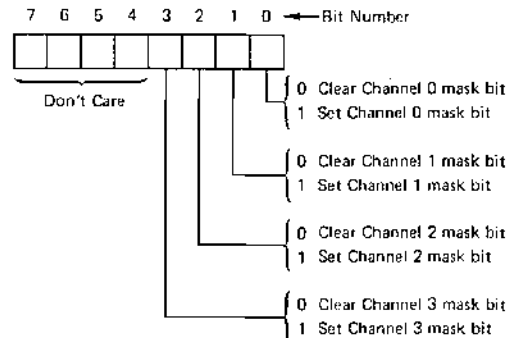 7 6 5 4 3 2 1 0 Bit Number
Don't Care
0 Clear Channel 0 mask bit
1 Set Channel 0 mask bit
0 Clear Channel 1 mask bit
1 Set Channel 1 mask bit
0 Clear Channel 2 mask bit
1 Set Channel 2 mask bit
0 Clear Channel 3 mask bit
1 Set Channel 3 mask bit